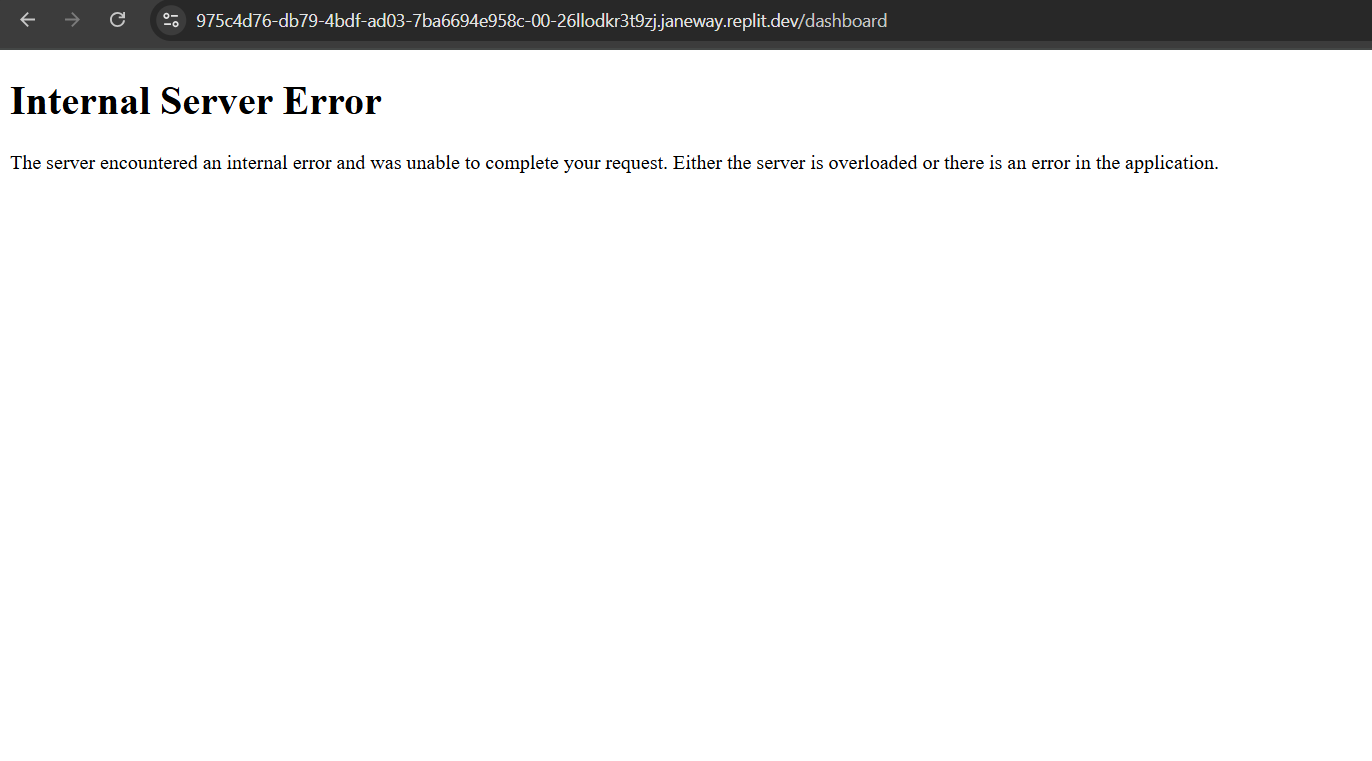 975c4d76-db79-4bdf-ad03-7ba6694e958c-00-26llodkr3t9zj.janeway.replit.dev/dashboard
Internal Server Error
The server encountered an internal error and was unable to complete your request. Either the server is overloaded or there is an error in the application.